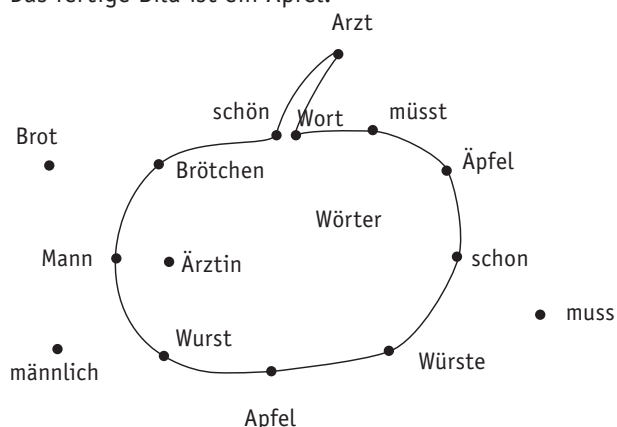 Das fertige Bild ist ein Apfel.
Arzt
schön
Wort
müsst
Brot
Äpfel
Brötchen
Wörter
Mann
Ärztin
schon
muss
Wurst
Würste
männlich
Apfel